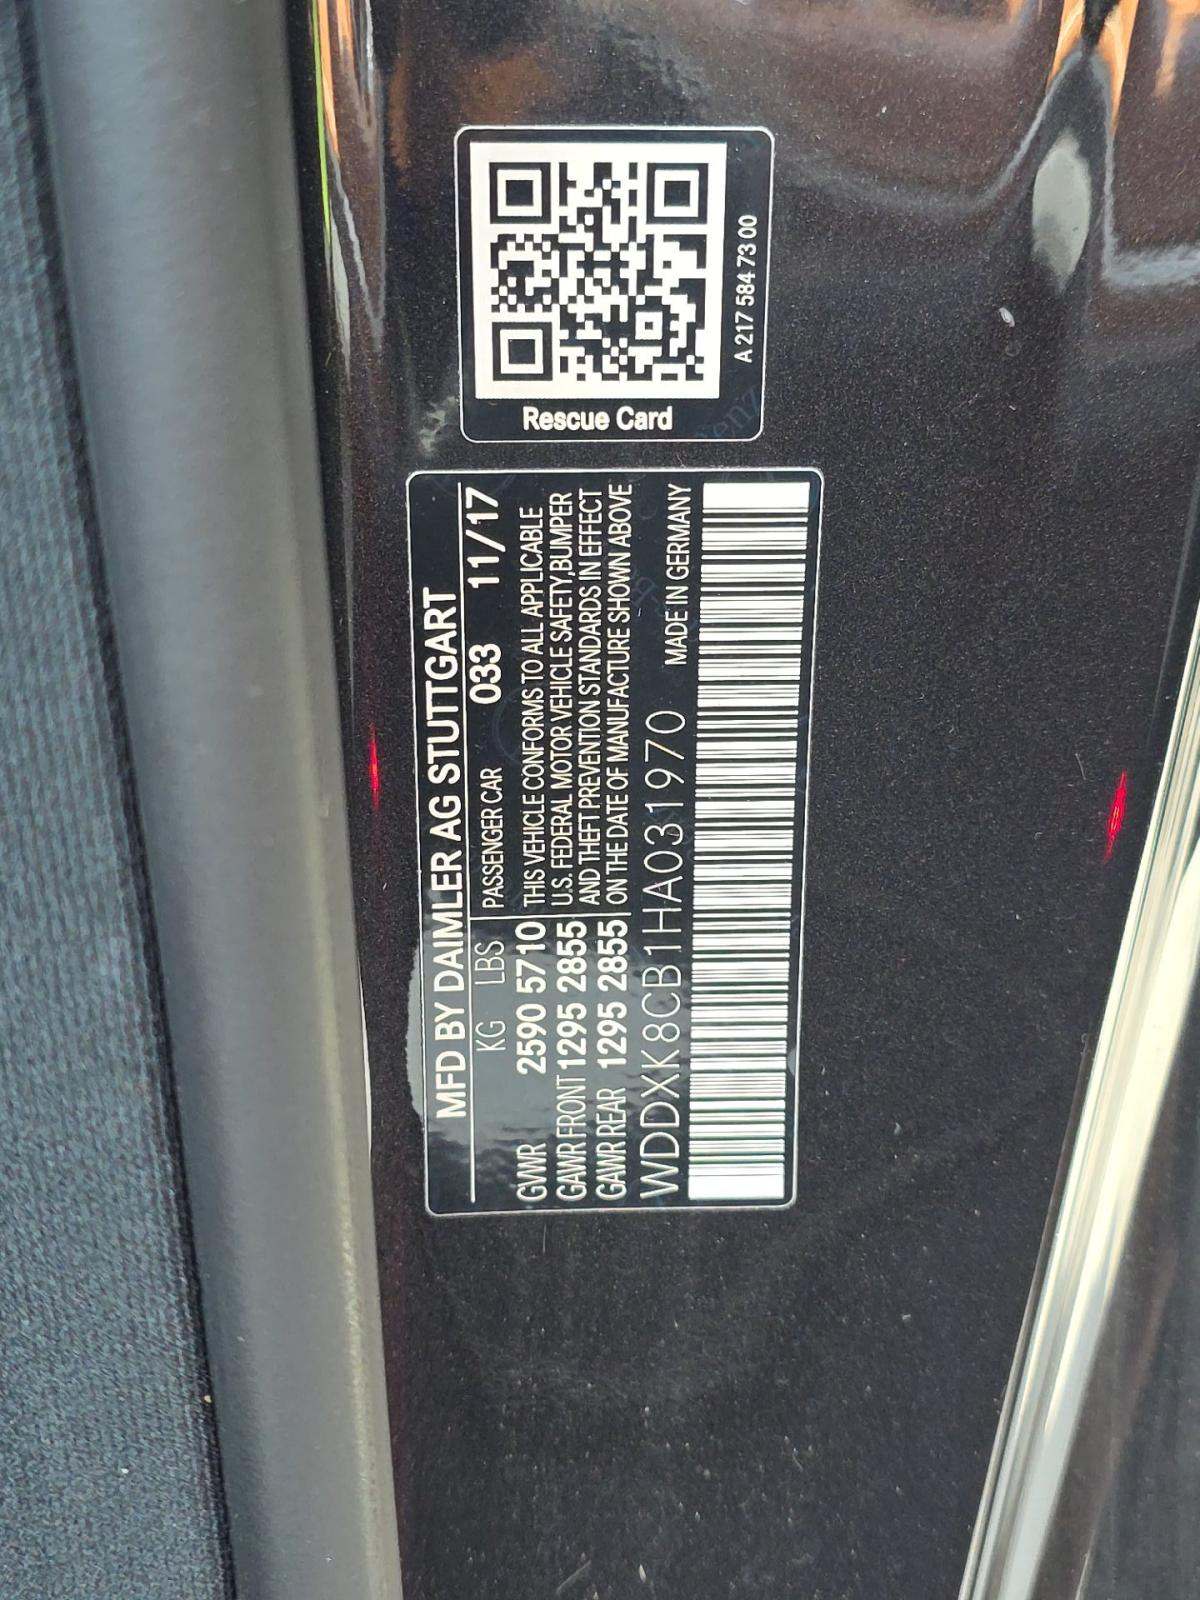 MFD BY DAIMLER AG STUTTGART
KG LBS PASSENGER CAR 033 11/17
GVWR 2590 5710 THIS VEHICLE CONFORMS TO ALL APPLICABLE
GAWR FRONT 1295 2855 U.S. FEDERAL MOTOR VEHICLE SAFETY, BUMPER
GAWR REAR 1295 2855 AND THEFT PREVENTION STANDARDS IN EFFECT
ON THE DATE OF MANUFACTURE SHOWN ABOVE
WDDXK8CB1HA031970 MADE IN GERMANY
Rescue Card
A 217 584 73 00